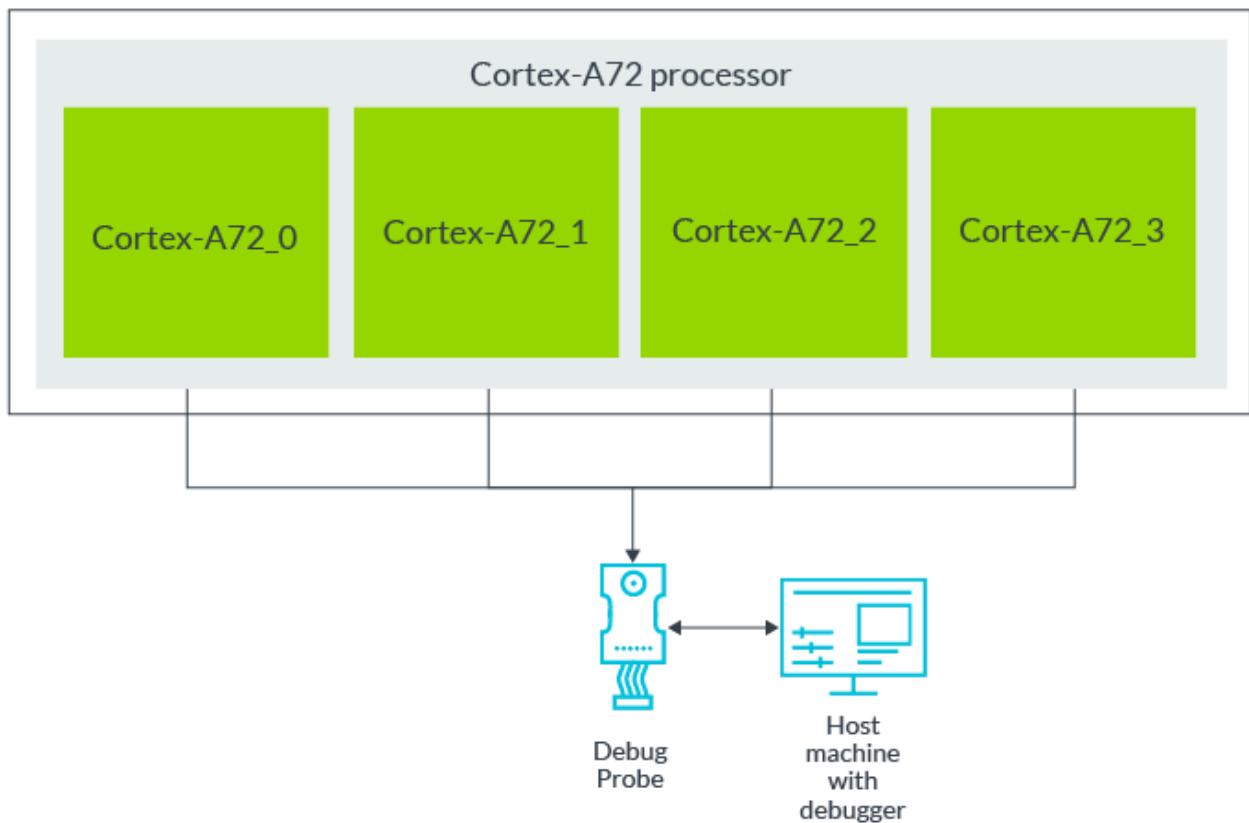 Cortex-A72 processor
Cortex-A72_0
Cortex-A72_1
Cortex-A72_2
Cortex-A72_3
Debug
Probe
Host
machine
with
debugger